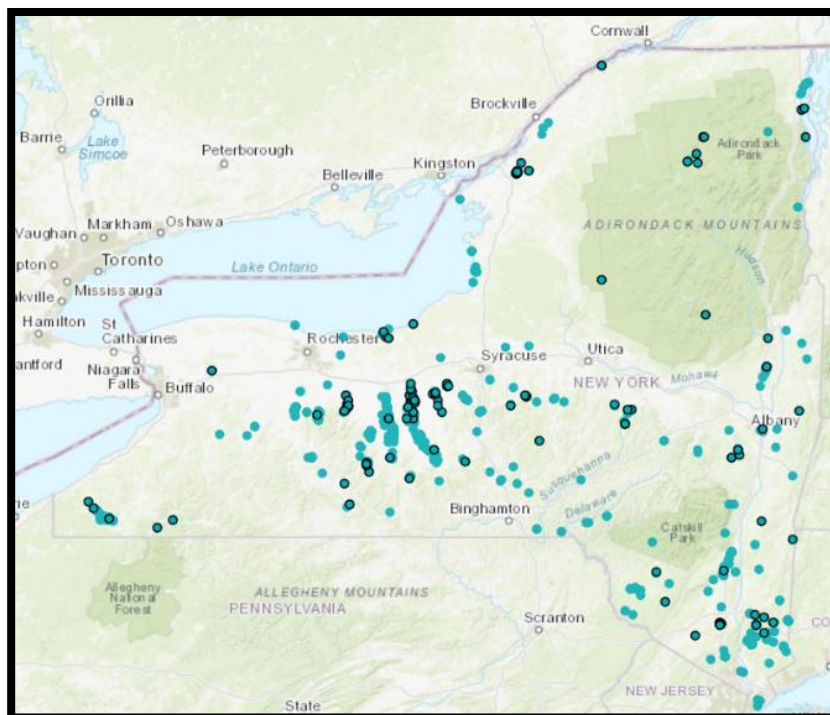 Cornwall
Orillia
Brockville
Barrie
Lake
Simcoe
Peterborough
Adirondack
Park
Kingston
Belleville
Markham
Oshawa
Vaughan
ADIRONDACK MOUNTAINS
Toronto
Lake Ontario
Hudson
Mississauga
Hamilton
St
Catharines
Rochester
Niagara
Falls
Syracuse
Utica
NEW YORK
Mohawk
Buffalo
Albany
Susquehanna
Delaware
Binghamton
Catskill
Park
Allegheny
National
Forest
ALLEGHENY MOUNTAINS
PENNSYLVANIA
Scranton
CO
NEW JERSEY
State